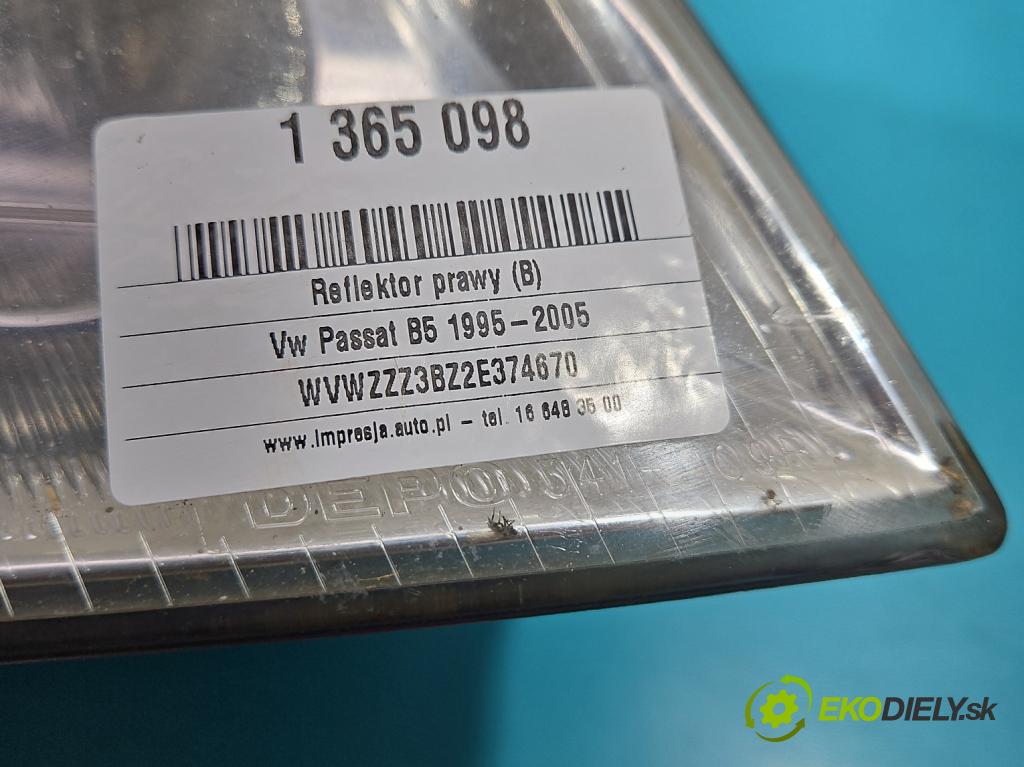 1 365 098
Reflektor prawy (B)
Vw Passat B5 1995-2005
WVWZZZ3BZ2E374670
www.impresja.auto.pl - tel. 16 648 35 00
DEPO
EKODIELY.sk